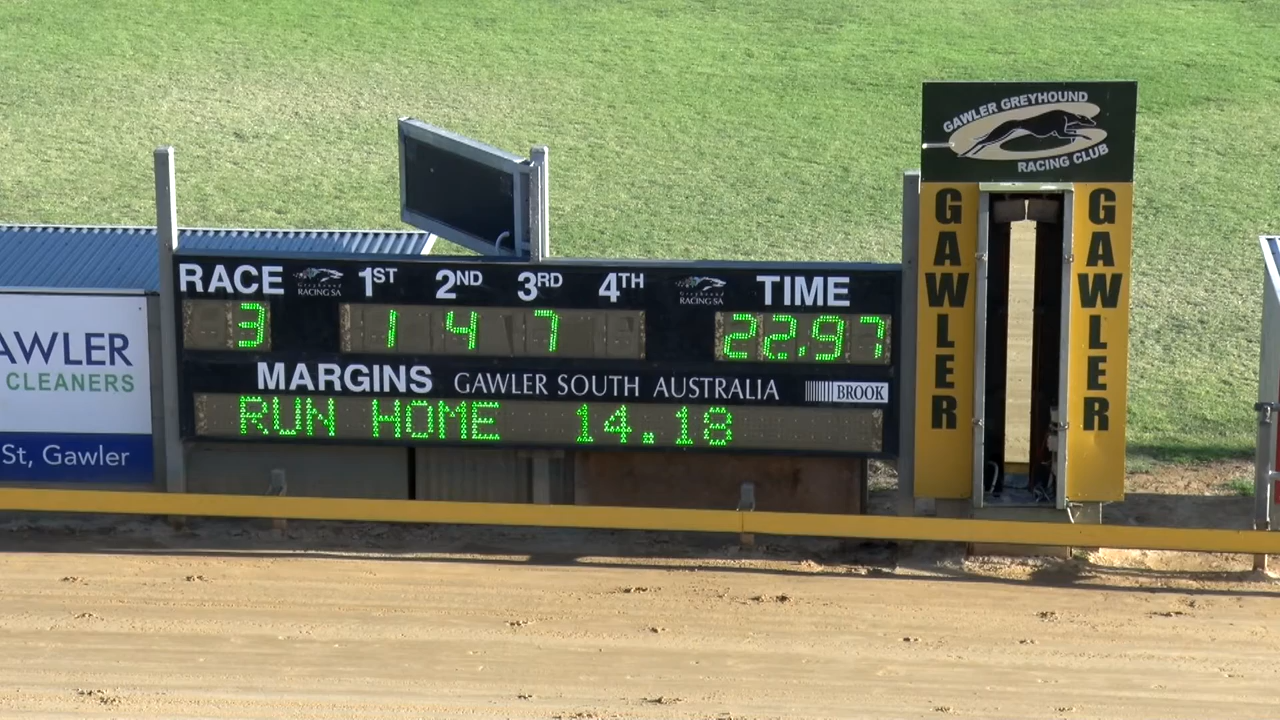 GAWLER GREYHOUND
RACING CLUB
GAWLER
GAWLER
RACE
Greyhound
RACING SA
1ST 2ND 3RD 4TH
Greyhound
RACING SA
TIME
3 1 4 7 22.97
MARGINS GAWLER SOUTH AUSTRALIA BROOK
RUN HOME 14.18
AWLER
CLEANERS
St, Gawler